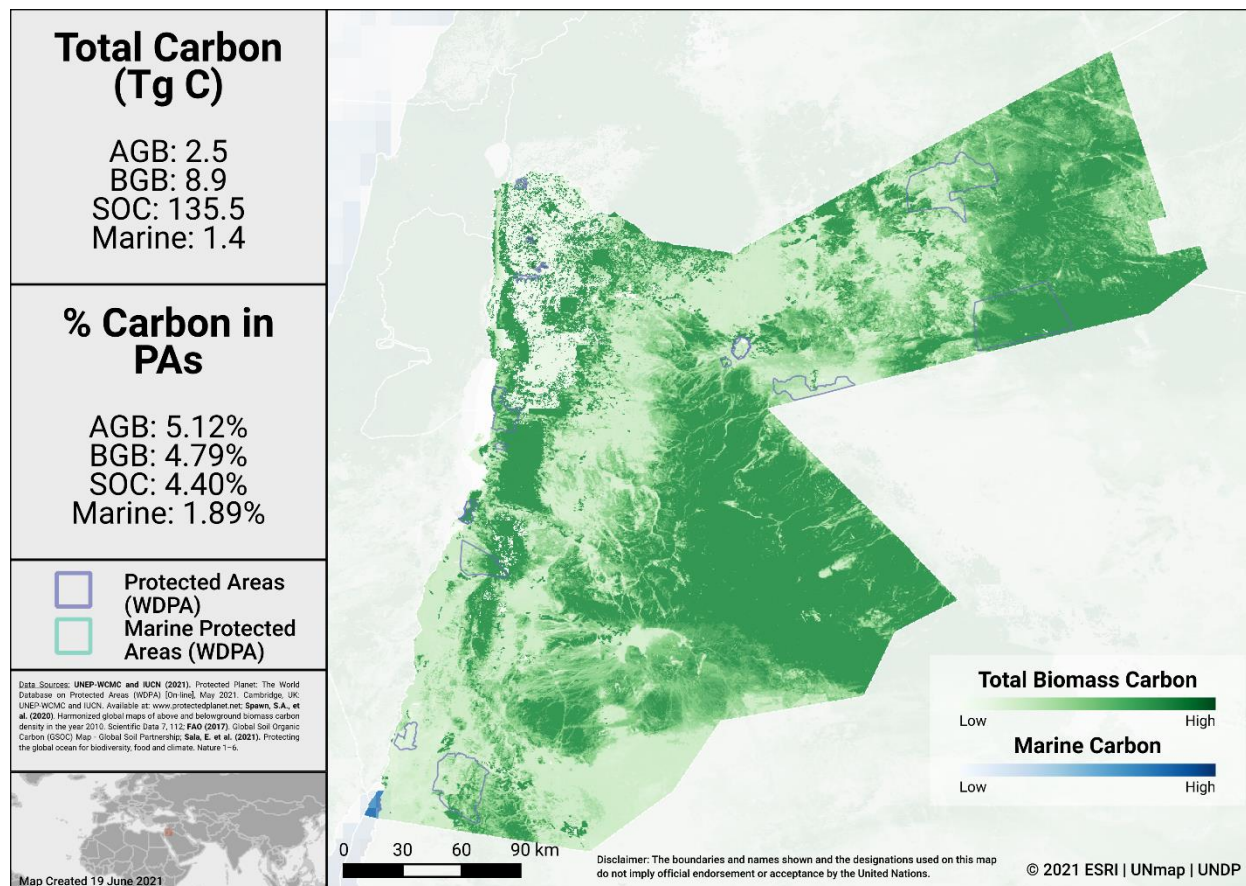 Total Carbon
(Tg C)
AGB: 2.5
BGB: 8.9
SOC: 135.5
Marine: 1.4
% Carbon in
PAs
AGB: 5.12%
BGB: 4.79%
SOC: 4.40%
Marine: 1.89%
Protected Areas
(WDPA)
Marine Protected
Areas (WDPA)
Data Sources: UNEP-WCMC and IUCN (2021). Protected Planet: The World
Database on Protected Areas (WDPA) [On-line], May 2021. Cambridge, UK:
UNEP-WCMC and IUCN. Available at: www.protectedplanet.net; Spawn, S.A., et
al. (2020). Harmonized global maps of above and belowground biomass carbon
density in the year 2010. Scientific Data 7, 112; FAO (2017). Global Soil Organic
Carbon (GSOC) Map - Global Soil Partnership; Sala, E. et al. (2021). Protecting
the global ocean for biodiversity, food and climate. Nature 1–6.
Map Created 19 June 2021
Total Biomass Carbon
Low High
Marine Carbon
Low High
0 30 60 90 km
Disclaimer: The boundaries and names shown and the designations used on this map
do not imply official endorsement or acceptance by the United Nations.
© 2021 ESRI | UNmap | UNDP